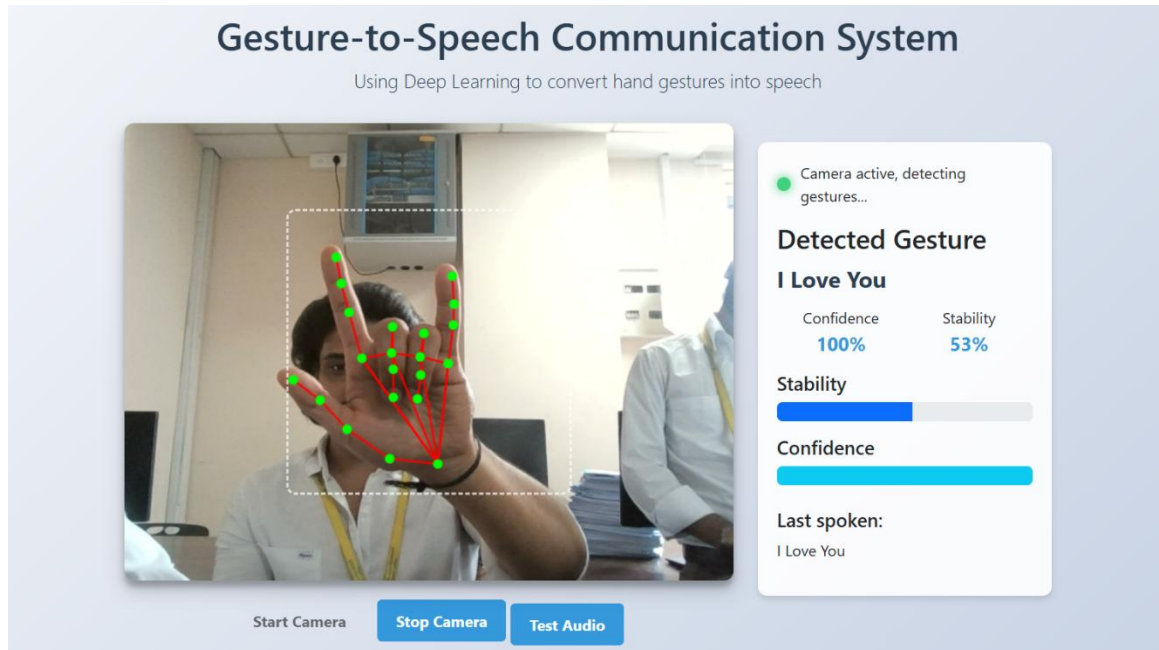 Gesture-to-Speech Communication System
Using Deep Learning to convert hand gestures into speech
Camera active, detecting
gestures...
Detected Gesture
I Love You
Confidence Stability
100% 53%
Stability
Confidence
Last spoken:
I Love You
Start Camera Stop Camera Test Audio